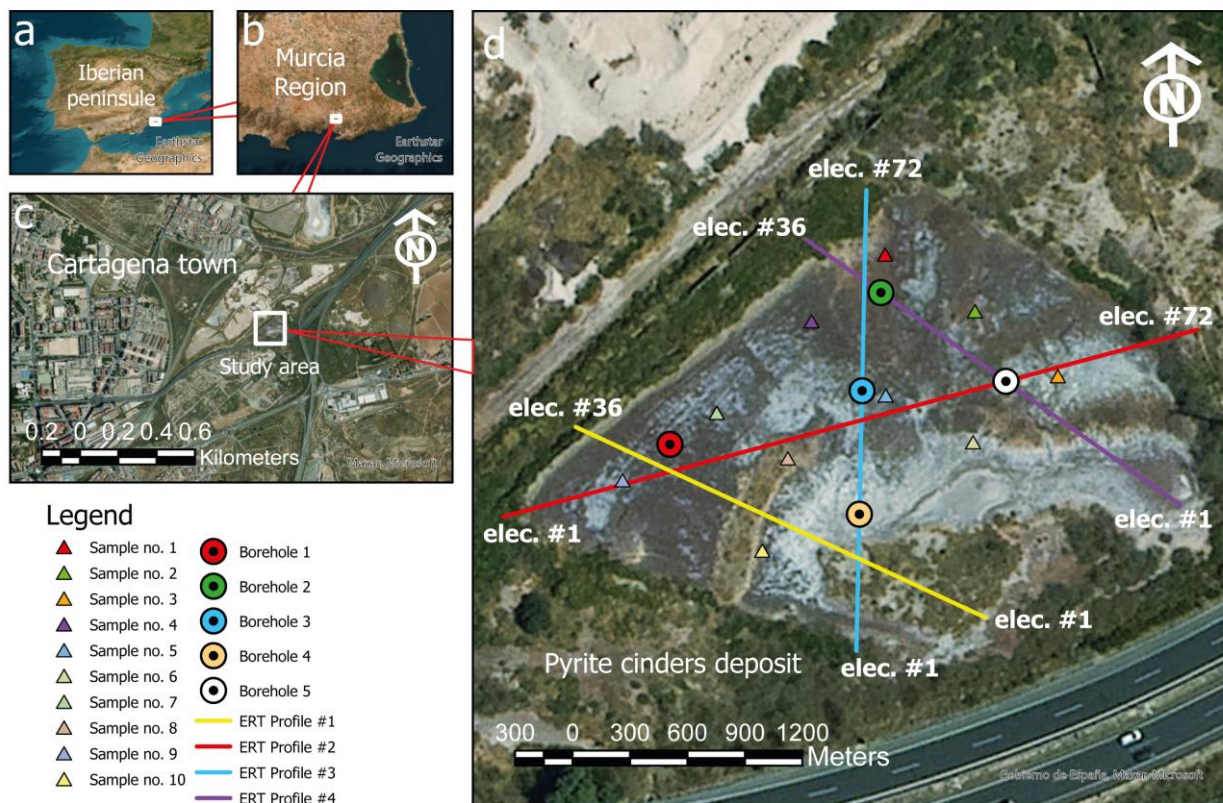 a
Iberian
peninsule
Earthstar
Geographics
b
Murcia
Region
Earthstar
Geographics
c
N
Cartagena town
Study area
0.2 0 0.2 0.4 0.6
Kilometers
Maxar, Microsoft
d
N
elec. #72
elec. #36
elec. #72
elec. #36
elec. #1
elec. #1
elec. #1
elec. #1
Pyrite cinders deposit
300 0 300 600 900 1200
Meters
Gobierno de España, Maxar, Microsoft
Legend
Sample no. 1
Sample no. 2
Sample no. 3
Sample no. 4
Sample no. 5
Sample no. 6
Sample no. 7
Sample no. 8
Sample no. 9
Sample no. 10
Borehole 1
Borehole 2
Borehole 3
Borehole 4
Borehole 5
ERT Profile #1
ERT Profile #2
ERT Profile #3
ERT Profile #4